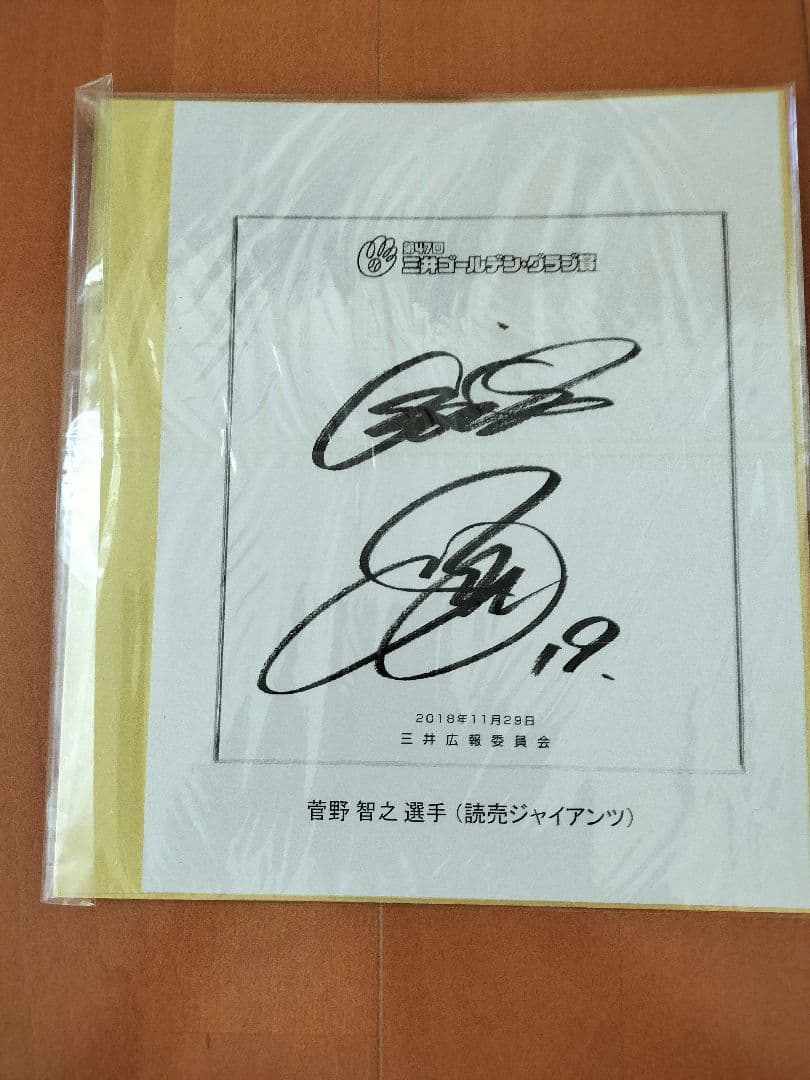 第47回
三井ゴールデン・グラブ賞
19.
2018年11月29日
三井広報委員会
菅野 智之 選手（読売ジャイアンツ）